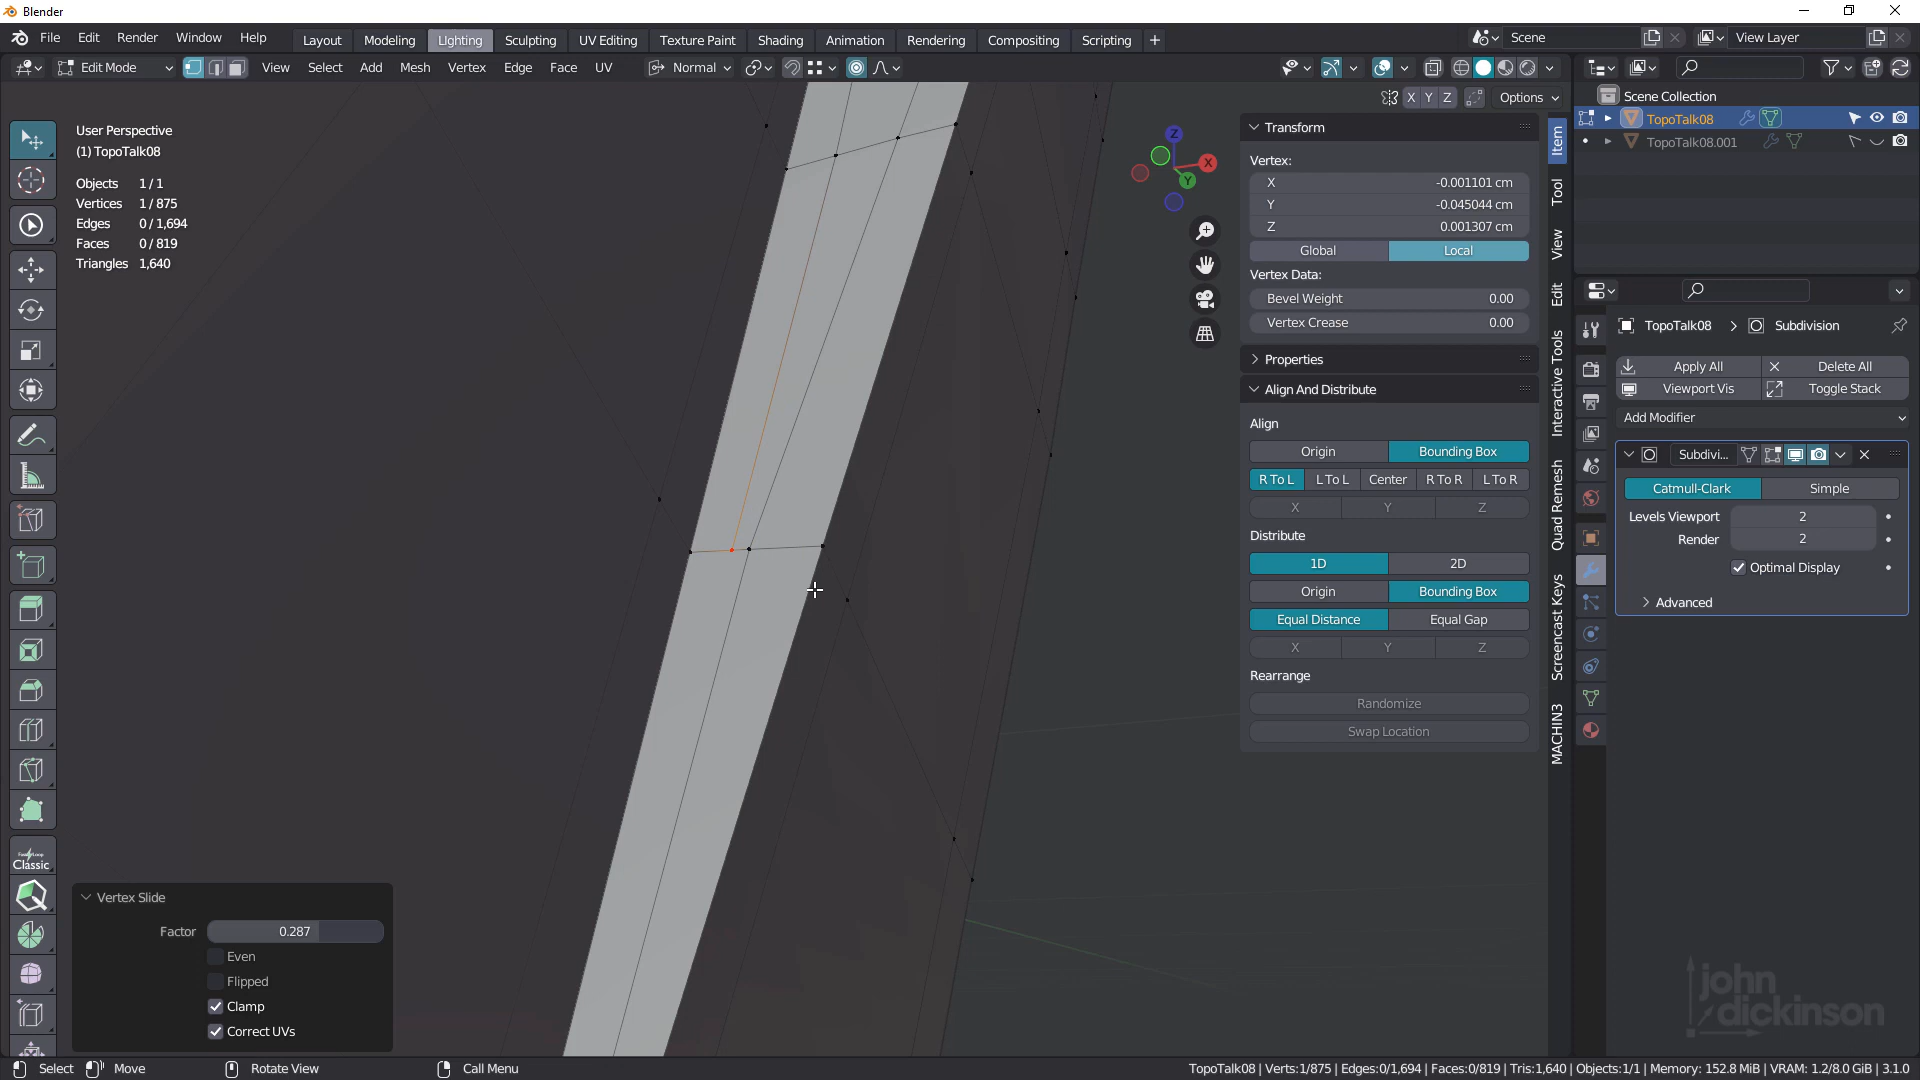 Blender
File Edit Render Window Help
Layout Modeling Lighting Sculpting UV Editing Texture Paint Shading Animation Rendering Compositing Scripting +
Scene
View Layer
Edit Mode
View Select Add Mesh Vertex Edge Face UV
Normal
X Y Z
Options
User Perspective
(1) TopoTalk08
Objects 1 / 1
Vertices 1 / 875
Edges 0 / 1,694
Faces 0 / 819
Triangles 1,640
Z
X
Y
Transform
Vertex:
X -0.001101 cm
Y -0.045044 cm
Z 0.001307 cm
Global Local
Vertex Data:
Bevel Weight 0.00
Vertex Crease 0.00
Properties
Align And Distribute
Align
Origin Bounding Box
R To L L To L Center R To R L To R
X Y Z
Distribute
1D 2D
Origin Bounding Box
Equal Distance Equal Gap
X Y Z
Rearrange
Randomize
Swap Location
Item
Tool
View
Edit
Interactive Tools
Quad Remesh
Screencast Keys
MACHIN3
Scene Collection
TopoTalk08
TopoTalk08.001
TopoTalk08 Subdivision
Apply All Delete All
Viewport Vis Toggle Stack
Add Modifier
Subdivi...
Catmull-Clark Simple
Levels Viewport 2
Render 2
Optimal Display
Advanced
Classic
Vertex Slide
Factor 0.287
Even
Flipped
Clamp
Correct UVs
john
dickinson
Select Move Rotate View Call Menu
TopoTalk08 | Verts:1/875 | Edges:0/1,694 | Faces:0/819 | Tris:1,640 | Objects:1/1 | Memory: 152.8 MiB | VRAM: 1.2/8.0 GiB | 3.1.0